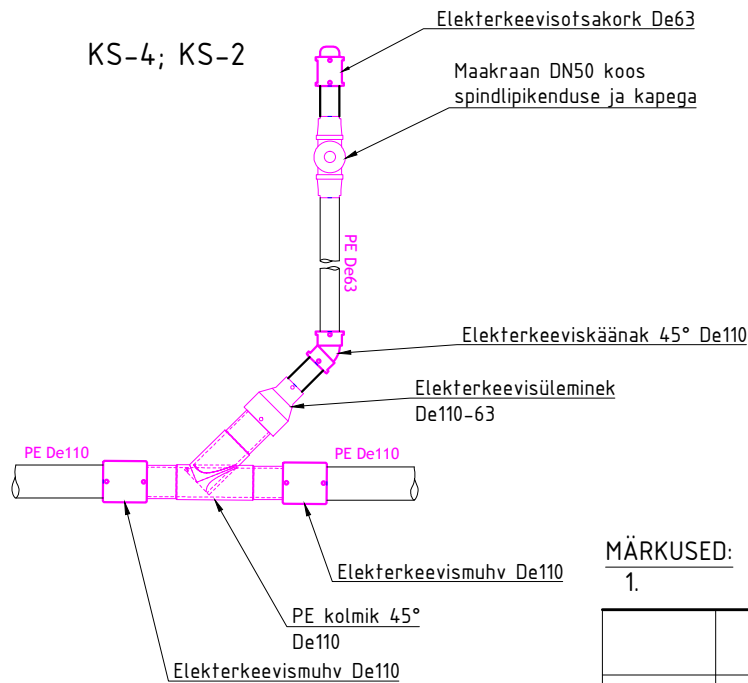 Elekterkeevisotsakork De63
KS-4; KS-2
Maakraan DN50 koos
spindlipikenduse ja kapega
PE De63
Elekterkeeviskäänak 45° De110
Elekterkeevisüleminek
De110-63
PE De110
PE De110
MÄRKUSED:
1.
Elekterkeevismuhv De110
PE kolmik 45°
De110
Elekterkeevismuhv De110